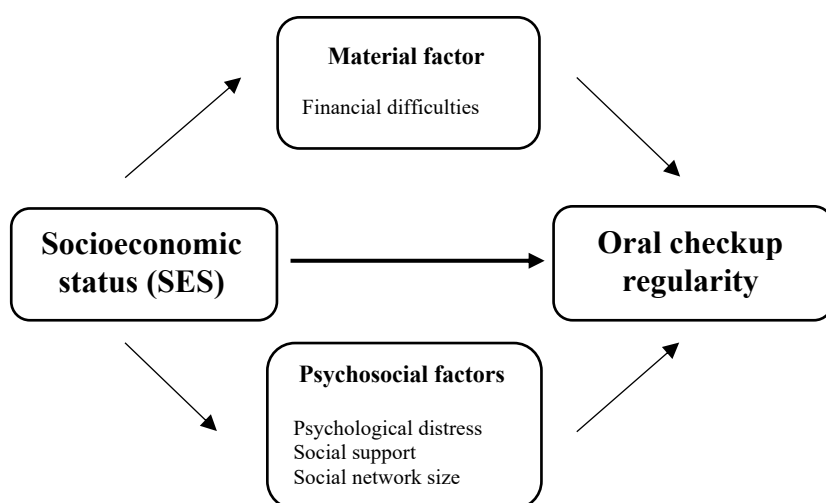 Material factor
Financial difficulties
Socioeconomic
status (SES)
Oral checkup
regularity
Psychosocial factors
Psychological distress
Social support
Social network size